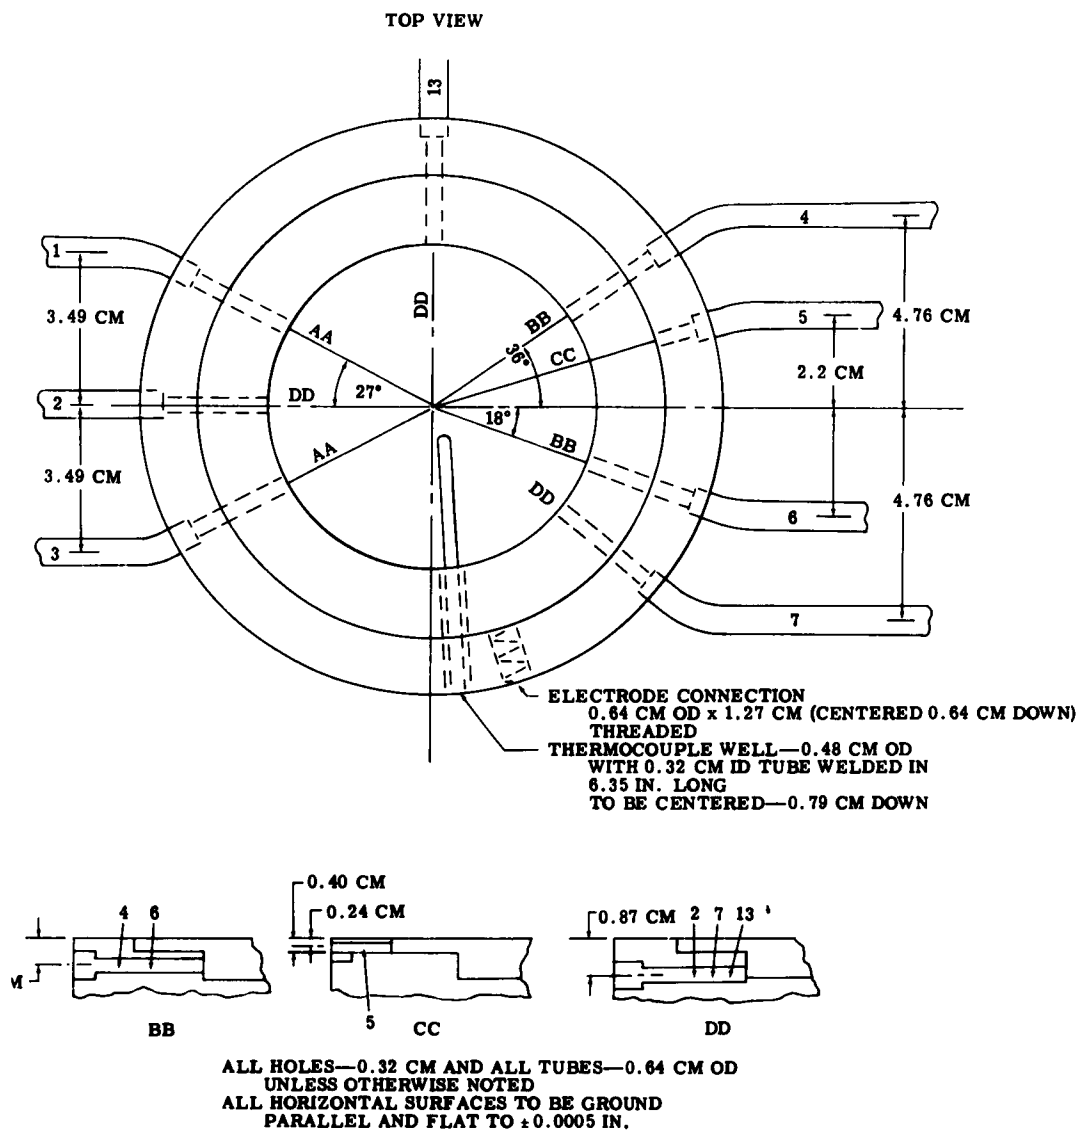 TOP VIEW
13
1
4
3.49 CM
AA
DD
BB
36°
5
CC
4.76 CM
27°
2.2 CM
2
DD
18°
AA
BB
3.49 CM
DD
4.76 CM
6
3
7
ELECTRODE CONNECTION
0.64 CM OD x 1.27 CM (CENTERED 0.64 CM DOWN)
THREADED
THERMOCOUPLE WELL—0.48 CM OD
WITH 0.32 CM ID TUBE WELDED IN
6.35 IN. LONG
TO BE CENTERED—0.79 CM DOWN
0.40 CM
0.24 CM
4 6
0.87 CM 2 7 13
M
5
BB
CC
DD
ALL HOLES—0.32 CM AND ALL TUBES—0.64 CM OD
UNLESS OTHERWISE NOTED
ALL HORIZONTAL SURFACES TO BE GROUND
PARALLEL AND FLAT TO ±0.0005 IN.